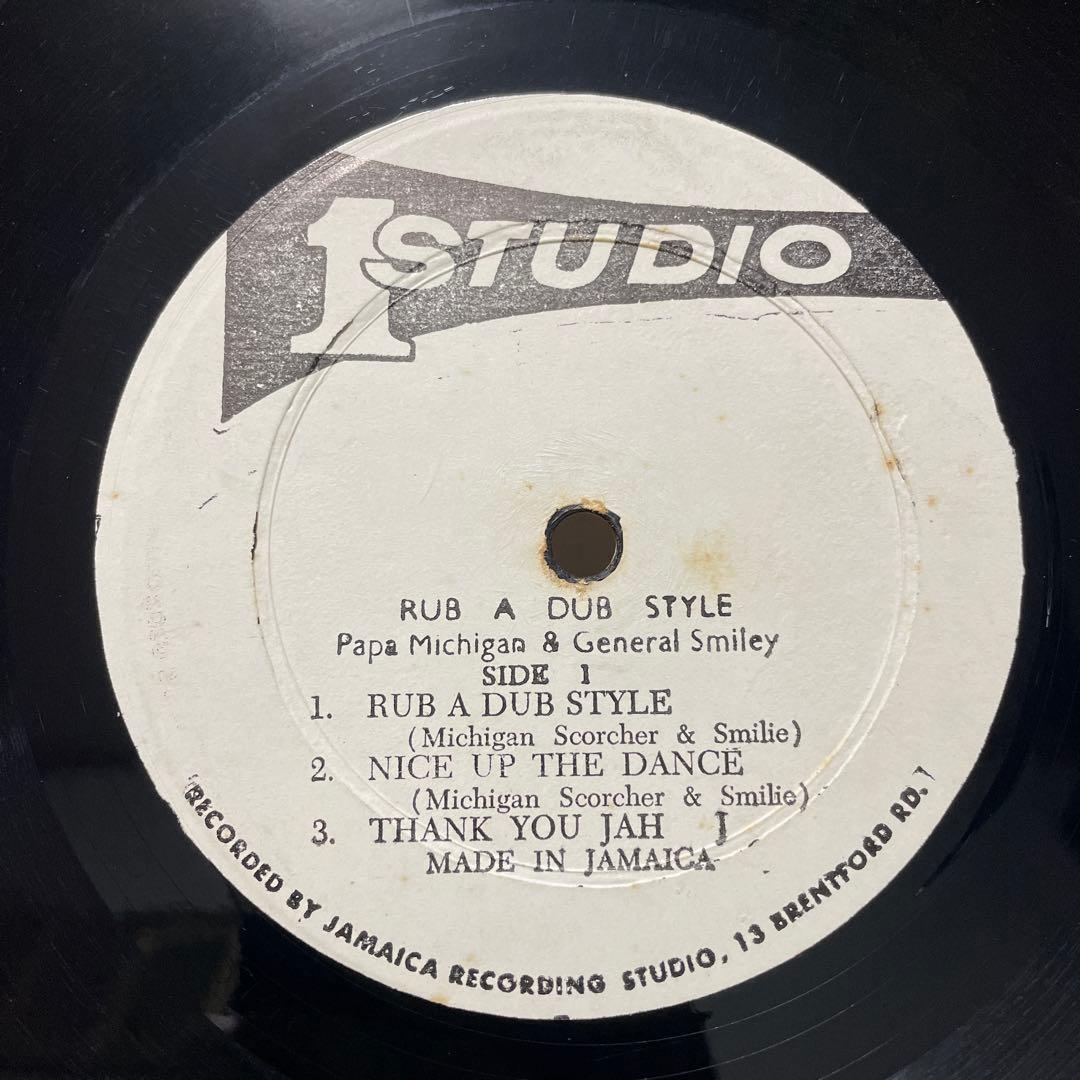 1 STUDIO
RUB A DUB STYLE
Papa Michigan & General Smiley
SIDE 1
1. RUB A DUB STYLE
(Michigan Scorcher & Smilie)
2. NICE UP THE DANCE
(Michigan Scorcher & Smilie)
3. THANK YOU JAH J
MADE IN JAMAICA
(RECORDED BY JAMAICA RECORDING STUDIO, 13 BRENTFORD RD.)